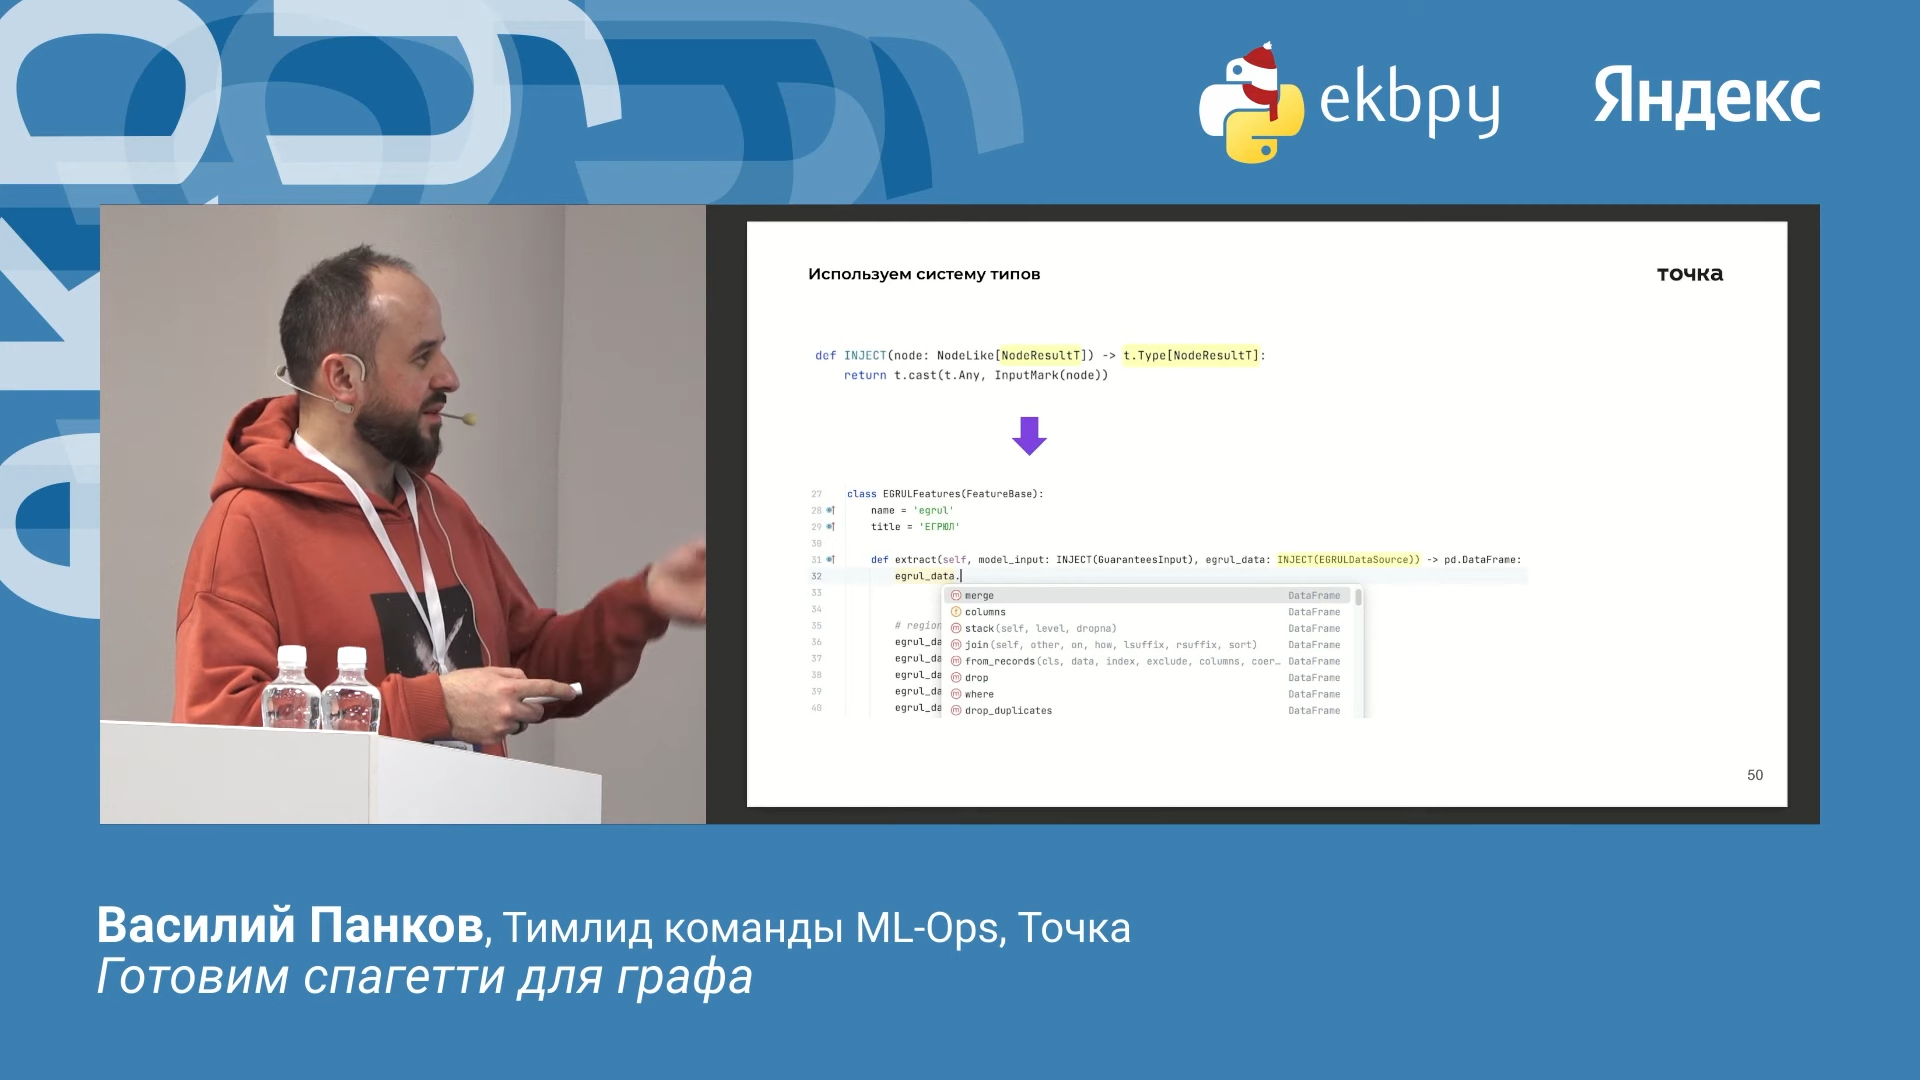 ekbpy
Яндекс
Используем систему типов
точка
def INJECT(node: NodeLike[NodeResultT]) -> t.Type[NodeResultT]:
return t.cast(t.Any, InputMark(node))
27 class EGRULFeatures(FeatureBase):
28 name = 'egrul'
29 title = 'ЕГРЮЛ'
30
31 def extract(self, model_input: INJECT(GuaranteesInput), egrul_data: INJECT(EGRULDataSource)) -> pd.DataFrame:
32 egrul_data.
merge DataFrame
33 columns DataFrame
34 stack(self, level, dropna) DataFrame
35 # region
join(self, other, on, how, lsuffix, rsuffix, sort) DataFrame
36 egrul_da
37 egrul_da from_records(cls, data, index, exclude, columns, coer… DataFrame
38 egrul_da drop DataFrame
39 egrul_da where DataFrame
40 egrul_da drop_duplicates DataFrame
50
Василий Панков, Тимлид команды ML-Ops, Точка
Готовим спагетти для графа